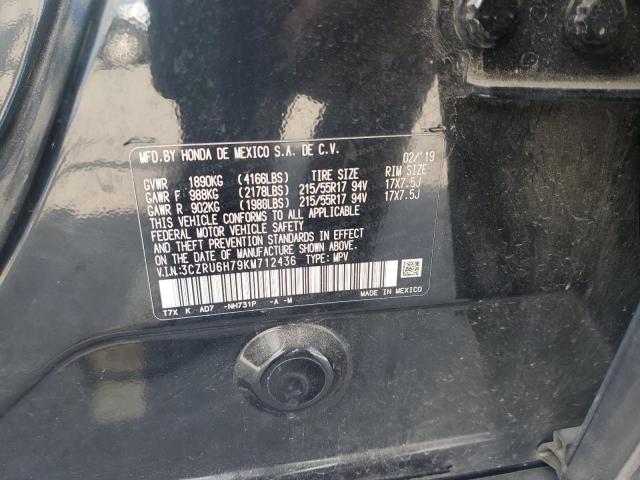 MFD.BY HONDA DE MEXICO S.A. DE C.V. 02/'19
GVWR 1890KG (4166LBS) TIRE SIZE RIM SIZE
GAWR F 988KG (2178LBS) 215/55R17 94V 17X7.5J
GAWR R 902KG (1988LBS) 215/55R17 94V 17X7.5J
THIS VEHICLE CONFORMS TO ALL APPLICABLE
FEDERAL MOTOR VEHICLE SAFETY STANDARDS IN EFFECT
ON THE DATE OF MANUFACTURE SHOWN ABOVE.
V.I.N:3CZRU6H79KM712436 TYPE: MPV
T7X K AD7 -NH731P -A -M MADE IN MEXICO